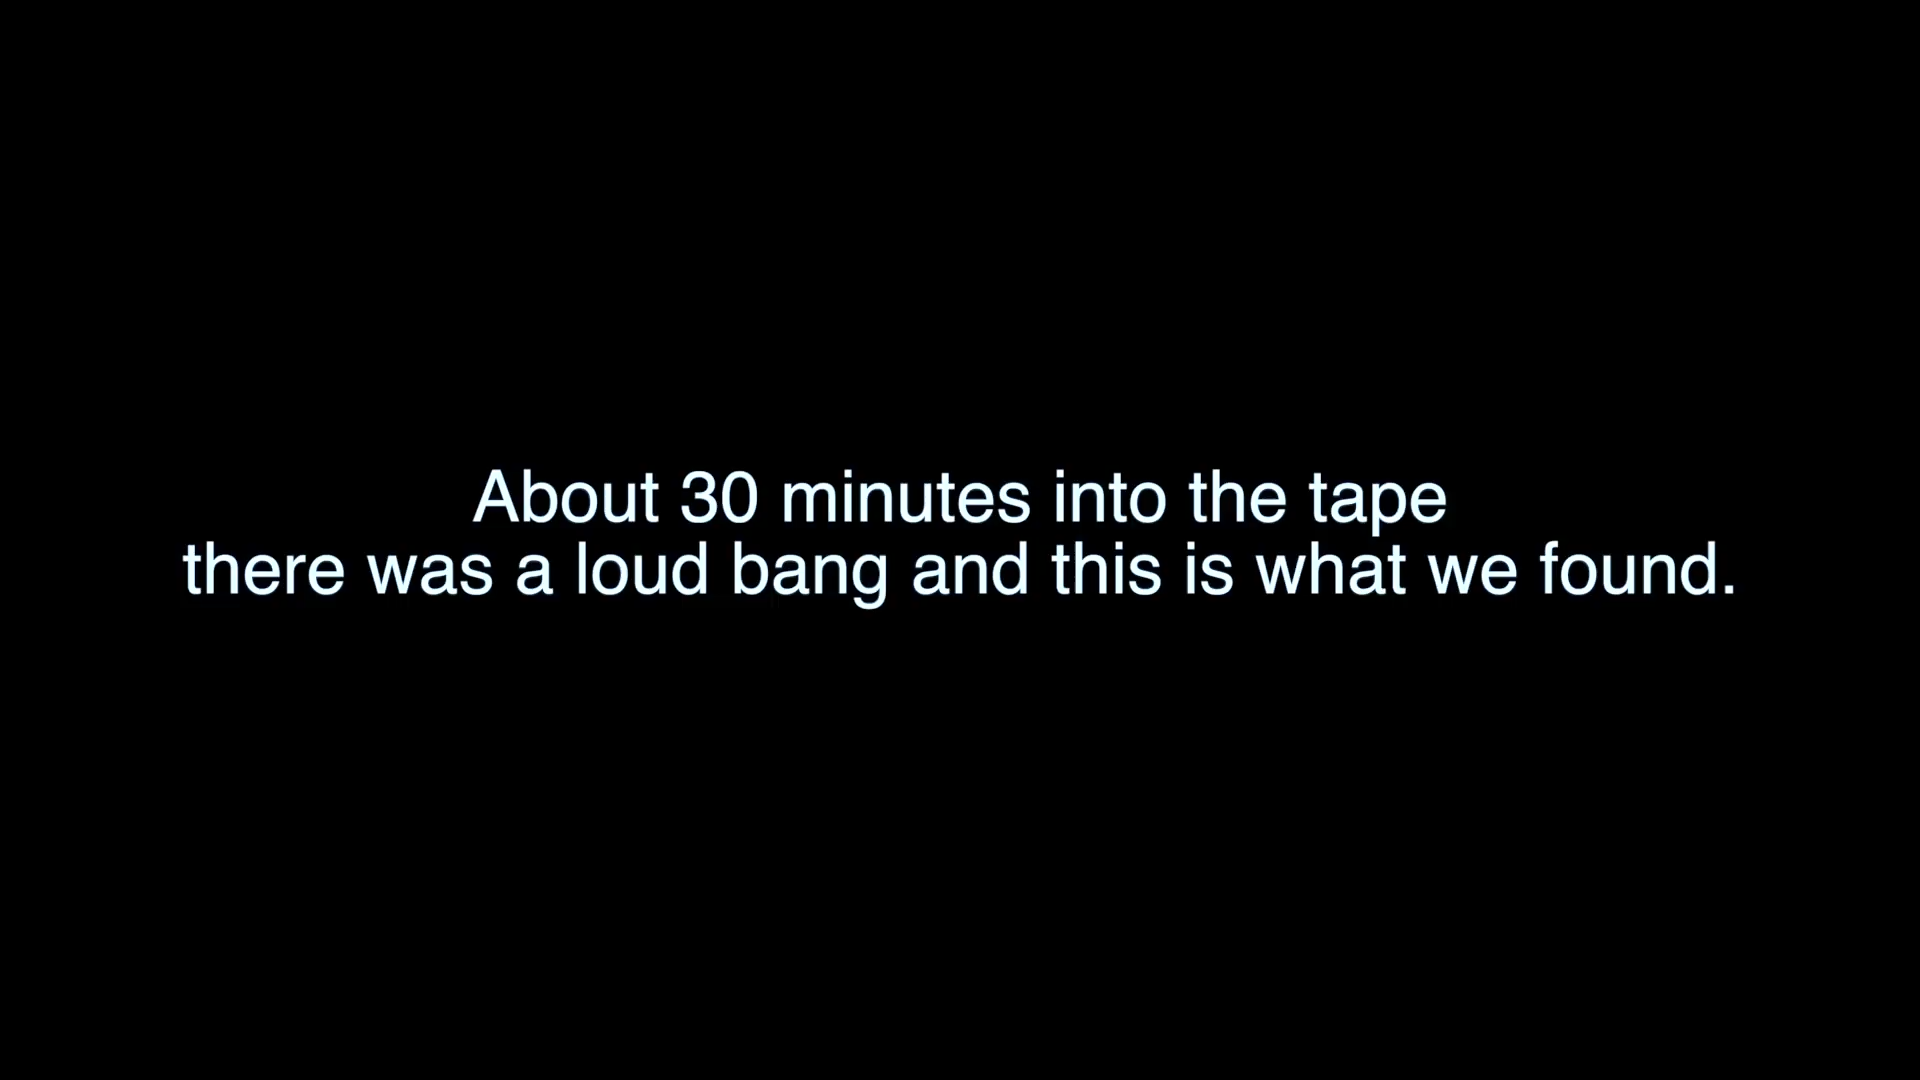 About 30 minutes into the tape
there was a loud bang and this is what we found.